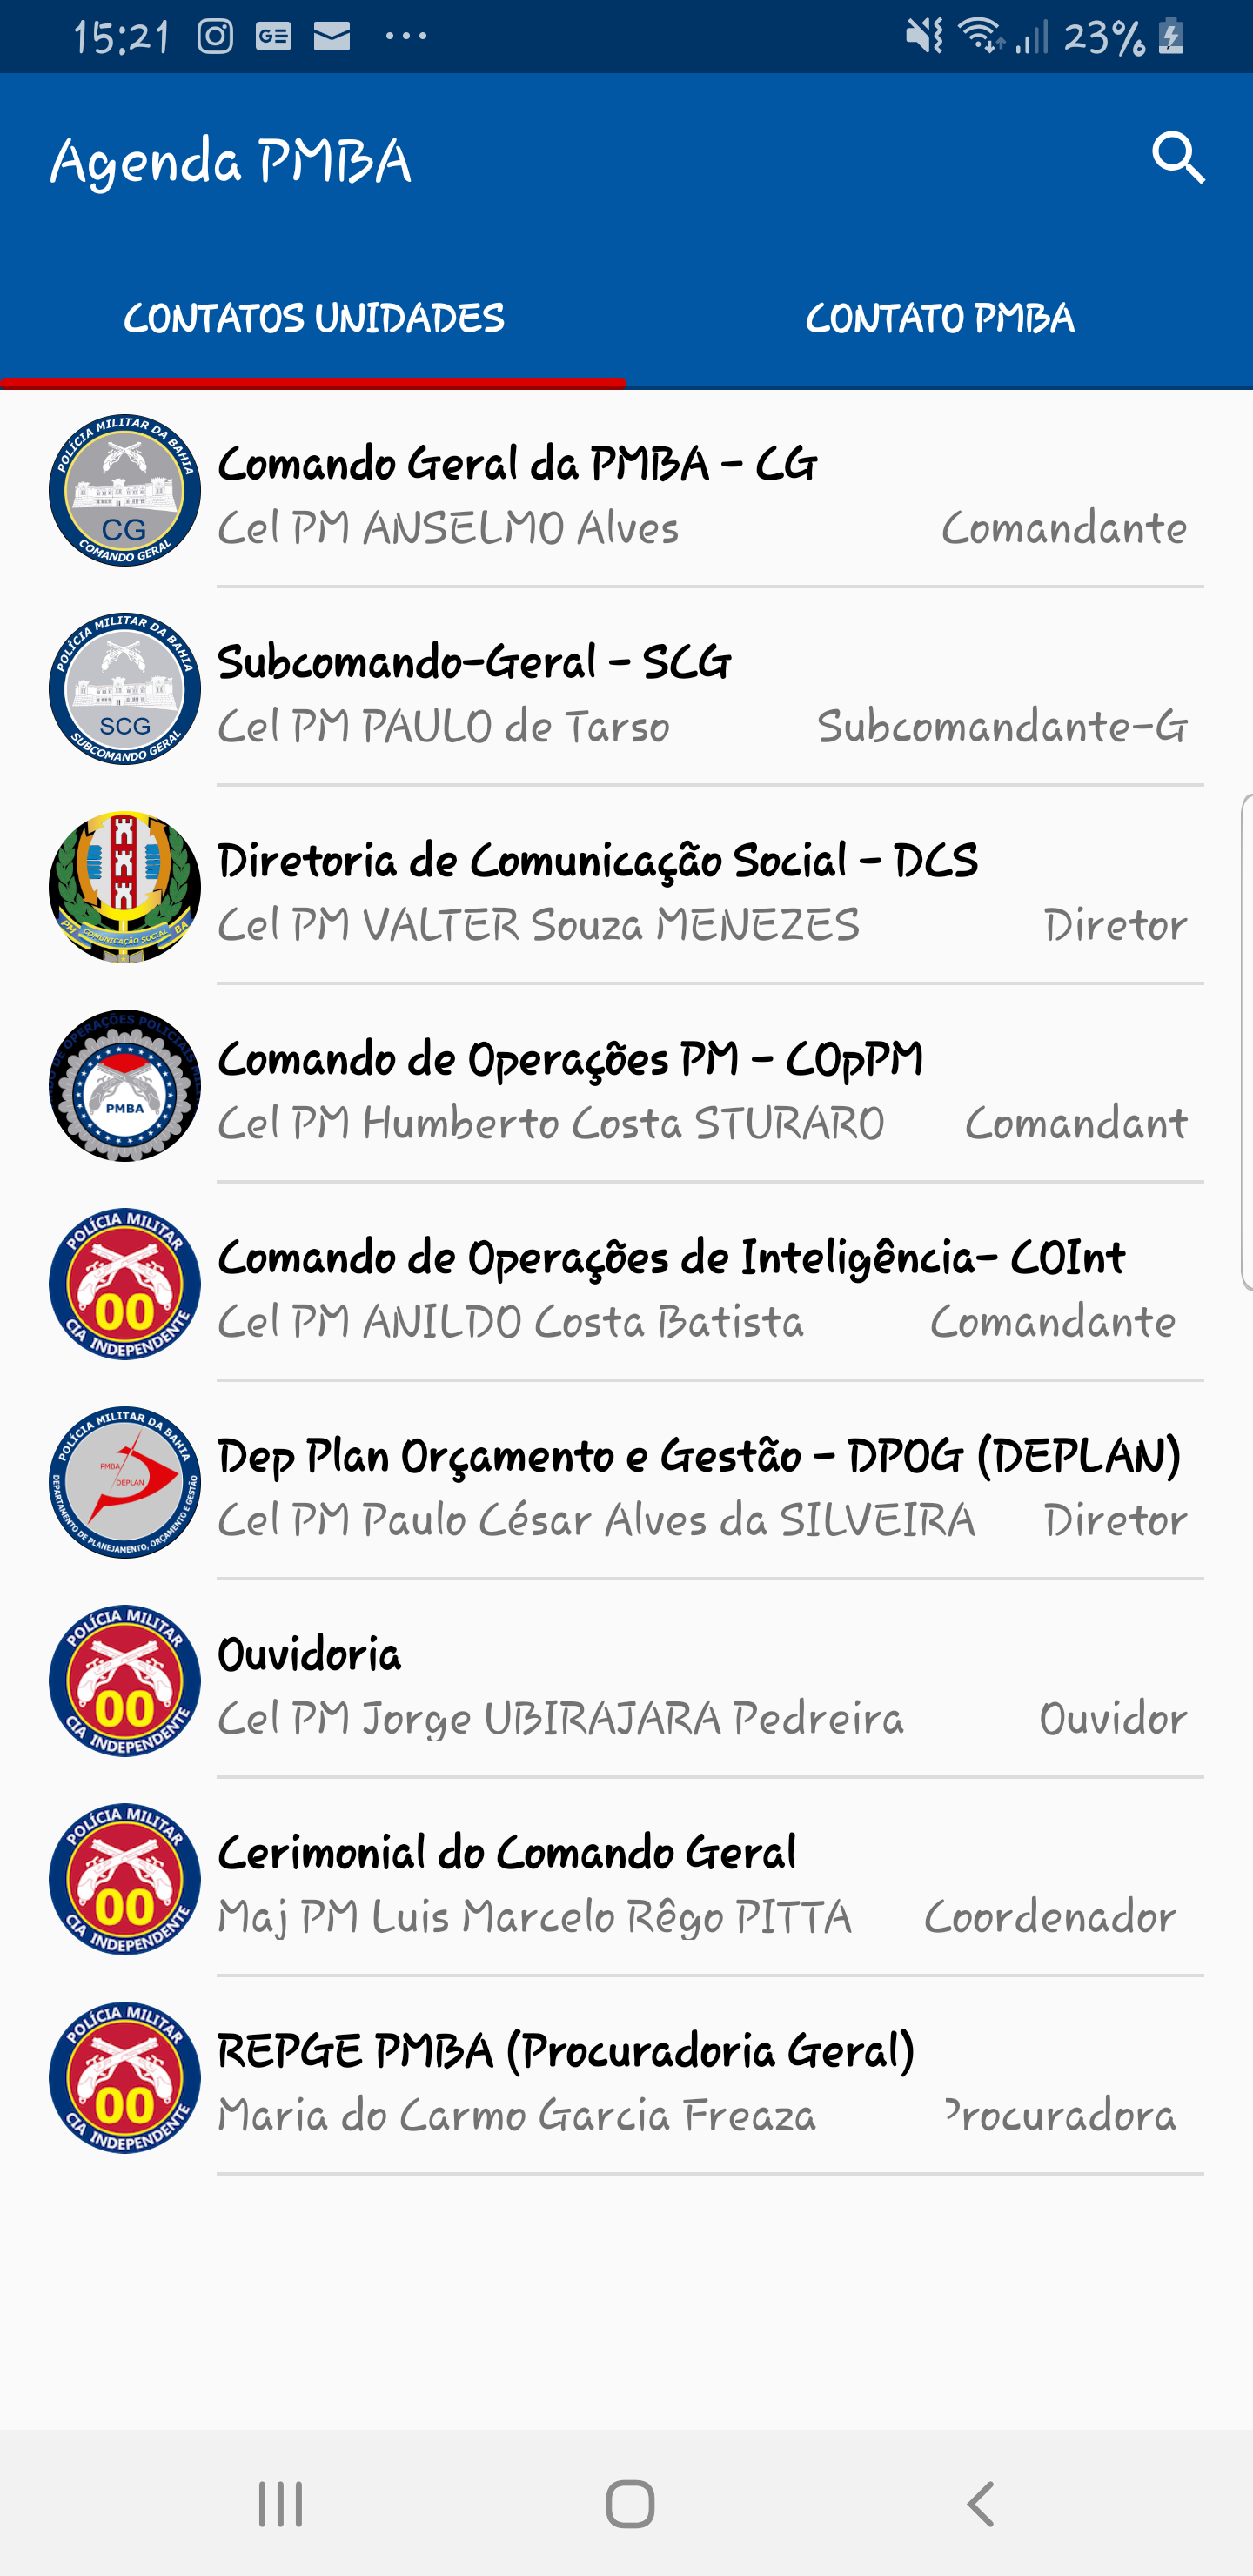 15:21 GE 23%
Agenda PMBA
CONTATOS UNIDADES CONTATO PMBA
POLÍCIA MILITAR DA BAHIA
CG
COMANDO GERAL
Comando Geral da PMBA - CG
Cel PM ANSELMO Alves Comandante
POLÍCIA MILITAR DA BAHIA
SCG
SUBCOMANDO GERAL
Subcomando-Geral - SCG
Cel PM PAULO de Tarso Subcomandante-G
PM COMUNICAÇÃO SOCIAL BA
Diretoria de Comunicação Social - DCS
Cel PM VALTER Souza MENEZES Diretor
DE OPERAÇÕES POLICIAIS
PMBA
Comando de Operações PM - COpPM
Cel PM Humberto Costa STURARO Comandant
POLÍCIA MILITAR
00
CIA INDEPENDENTE
Comando de Operações de Inteligência- COInt
Cel PM ANILDO Costa Batista Comandante
POLÍCIA MILITAR DA BAHIA
PMBA
DEPLAN
DEPARTAMENTO DE PLANEJAMENTO, ORÇAMENTO E GESTÃO
Dep Plan Orçamento e Gestão - DPOG (DEPLAN)
Cel PM Paulo César Alves da SILVEIRA Diretor
POLÍCIA MILITAR
00
CIA INDEPENDENTE
Ouvidoria
Cel PM Jorge UBIRAJARA Pedreira Ouvidor
POLÍCIA MILITAR
00
CIA INDEPENDENTE
Cerimonial do Comando Geral
Maj PM Luis Marcelo Rêgo PITTA Coordenador
POLÍCIA MILITAR
00
CIA INDEPENDENTE
REPGE PMBA (Procuradoria Geral)
Maria do Carmo Garcia Freaza Procuradora